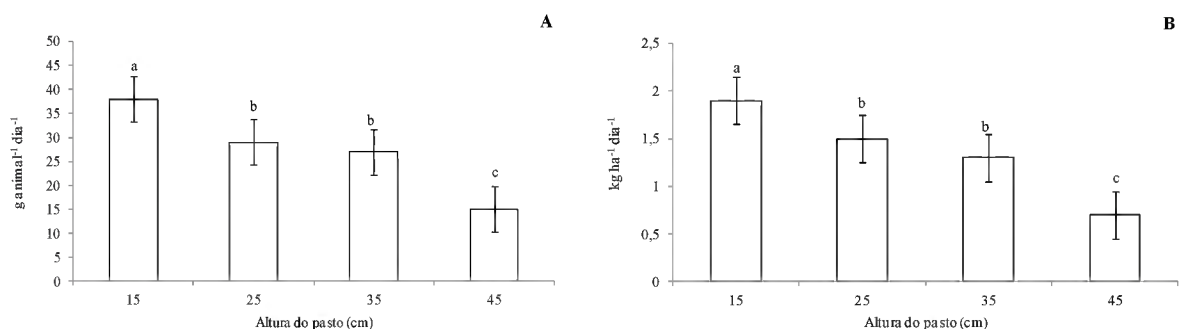 A
g animal⁻¹ dia⁻¹
50
45
40
35
30
25
20
15
10
5
0
a
b
b
c
15 25 35 45
Altura do pasto (cm)
B
kg ha⁻¹ dia⁻¹
2,5
2
1,5
1
0,5
0
a
b
b
c
15 25 35 45
Altura do pasto (cm)